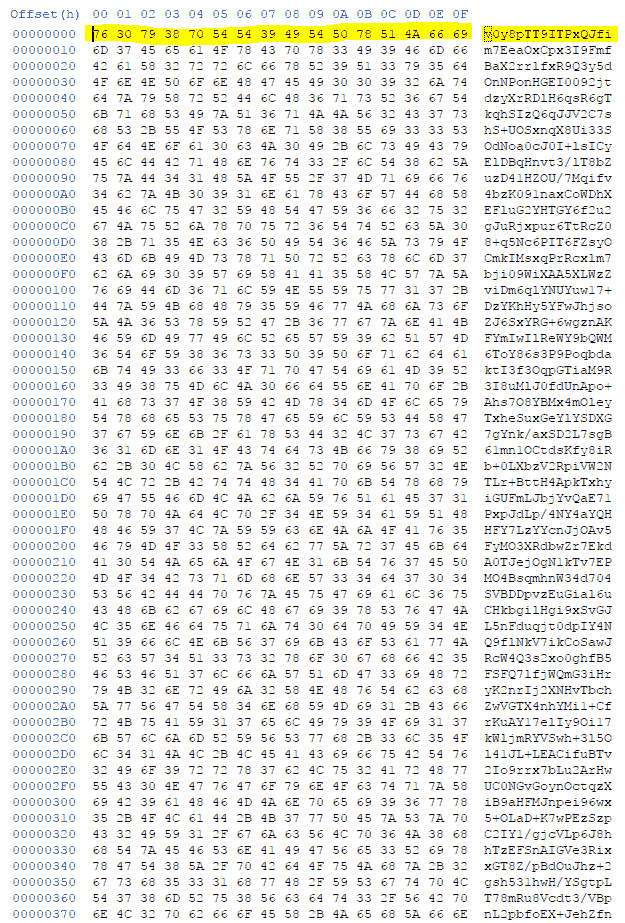 Offset(h) 00 01 02 03 04 05 06 07 08 09 0A 0B 0C 0D 0E 0F
00000000 76 30 79 38 70 54 54 39 49 54 50 78 51 4A 66 69 v0y8pTT9ITPxQJfi
00000010 6D 37 45 65 61 4F 78 43 70 78 33 49 39 46 6D 66 m7EeaOxCpx3I9Fmf
00000020 42 61 58 32 72 72 6C 66 78 52 39 51 33 79 35 64 BaX2rrlfxR9Q3y5d
00000030 4F 6E 4E 50 6F 6E 48 47 45 49 30 30 39 32 6A 74 OnNPonHGEI0092jt
00000040 64 7A 79 58 72 52 44 6C 48 36 71 73 52 36 67 54 dzyXrRDlH6qsR6gT
00000050 6B 71 68 53 49 7A 51 36 71 4A 4A 56 32 43 37 73 kqhSIzQ6qJJV2C7s
00000060 68 53 2B 55 4F 53 78 6E 71 58 38 55 69 33 33 53 hS+UOSxnqX8Ui33S
00000070 4F 64 4E 6F 61 30 63 4A 30 49 2B 6C 73 49 43 79 OdNoa0cJ0I+lsICy
00000080 45 6C 44 42 71 48 6E 76 74 33 2F 6C 54 38 62 5A ElDBqHnvt3/lT8bZ
00000090 75 7A 44 34 31 48 5A 4F 55 2F 37 4D 71 69 66 76 uzD41HZOU/7Mqifv
000000A0 34 62 7A 4B 30 39 31 6E 61 78 43 6F 57 44 68 58 4bzK091naxCoWDhX
000000B0 45 46 6C 75 47 32 59 48 54 47 59 36 66 32 75 32 EFluG2YHTGY6f2u2
000000C0 67 4A 75 52 6A 78 70 75 72 36 54 74 52 63 5A 30 gJuRjxpur6TtRcZ0
000000D0 38 2B 71 35 4E 63 36 50 49 54 36 46 5A 73 79 4F 8+q5Nc6PIT6FZsyO
000000E0 43 6D 6B 49 4D 73 78 71 50 72 52 63 78 6C 6D 37 CmkIMsxqPrRcxlm7
000000F0 62 6A 69 30 39 57 69 58 41 41 35 58 4C 57 7A 5A bji09WiXAA5XLWzZ
00000100 76 69 44 6D 36 71 6C 59 4E 55 59 75 77 31 37 2B viDm6qlYNUYuw17+
00000110 44 7A 59 4B 68 48 79 35 59 46 77 4A 68 6A 73 6F DzYKhHy5YFwJhjso
00000120 5A 4A 36 53 78 59 52 47 2B 36 77 67 7A 6E 41 4B ZJ6SxYRG+6wgznAK
00000130 46 59 6D 49 77 49 6C 52 65 57 59 39 62 51 57 4D FYmIwIlReWY9bQWM
00000140 36 54 6F 59 38 36 73 33 50 39 50 6F 71 62 64 61 6ToY86s3P9Poqbda
00000150 6B 74 49 33 66 33 4F 71 70 47 54 69 61 4D 39 52 ktI3f3OqpGTiaM9R
00000160 33 49 38 75 4D 6C 4A 30 66 64 55 6E 41 70 6F 2B 3I8uMlJ0fdUnApo+
00000170 41 68 73 37 4F 38 59 42 4D 78 34 6D 4F 6C 65 79 Ahs7O8YBMx4mOley
00000180 54 78 68 65 53 75 78 47 65 59 6C 59 53 44 58 47 TxheSuxGeYlYSDXG
00000190 37 67 59 6E 6B 2F 61 78 53 44 32 4C 37 73 67 42 7gYnk/axSD2L7sgB
000001A0 36 31 6D 6E 31 4F 43 74 64 73 4B 66 79 38 69 52 61mn1OCtdsKfy8iR
000001B0 62 2B 30 4C 58 62 7A 56 32 52 70 69 56 57 32 4E b+0LXbzV2RpiVW2N
000001C0 54 4C 72 2B 42 74 74 48 34 41 70 6B 54 78 68 79 TLr+BttH4ApkTxhy
000001D0 69 47 55 46 6D 4C 4A 62 6A 59 76 51 61 45 37 31 iGUFmLJbjYvQaE71
000001E0 50 78 70 4A 64 4C 70 2F 34 4E 59 34 61 59 51 48 PxpJdLp/4NY4aYQH
000001F0 48 46 59 37 4C 7A 59 59 63 6E 4A 6A 4F 41 76 35 HFY7LzYYcnJjOAv5
00000200 46 79 4D 4F 33 58 52 64 62 77 5A 72 37 45 6B 64 FyMO3XRdbwZr7Ekd
00000210 41 30 54 4A 65 6A 4F 67 4E 31 6B 54 76 37 45 50 A0TJejOgN1kTv7EP
00000220 4D 4F 34 42 73 71 6D 68 6E 57 33 34 64 37 30 34 MO4BsqmhnW34d704
00000230 53 56 42 44 44 70 76 7A 45 75 47 69 61 6C 36 75 SVBDDpvzEuGial6u
00000240 43 48 6B 62 67 69 6C 48 67 69 39 78 53 76 47 4A CHkbgilHgi9xSvGJ
00000250 4C 35 6E 46 64 75 71 6A 74 30 64 70 49 59 34 4E L5nFduqjt0dpIY4N
00000260 51 39 66 6C 4E 6B 56 37 69 6B 43 6F 53 61 77 4A Q9flNkV7ikCoSawJ
00000270 52 63 57 34 51 33 73 32 78 6F 30 67 68 66 42 35 RcW4Q3s2xo0ghfB5
00000280 46 53 46 51 37 6C 66 6A 57 51 6D 47 33 69 48 72 FSFQ7lfjWQmG3iHr
00000290 79 4B 32 6E 72 49 6A 32 58 4E 48 76 54 62 63 68 yK2nrIj2XNHvTbch
000002A0 5A 77 56 47 54 58 34 6E 68 59 4D 69 31 2B 43 66 ZwVGTX4nhYMi1+Cf
000002B0 72 4B 75 41 59 31 37 65 6C 49 79 39 4F 69 31 37 rKuAY17elIy9Oi17
000002C0 6B 57 6C 6A 6D 52 59 56 53 77 68 2B 33 6C 35 4F kWljmRYVSwh+3l5O
000002D0 6C 34 31 4A 4C 2B 4C 45 41 43 69 66 75 42 54 76 l41JL+LEACifuBTv
000002E0 32 49 6F 39 72 72 78 37 62 4C 75 32 41 72 48 77 2Io9rrx7bLu2ArHw
000002F0 55 43 30 4E 47 76 47 6F 79 6E 4F 63 74 71 7A 58 UC0NGvGoynOctqzX
00000300 69 42 39 61 48 46 4D 4A 6E 70 65 69 39 36 77 78 iB9aHFMJnpei96wx
00000310 35 2B 4F 4C 61 44 2B 4B 37 77 50 45 7A 53 7A 70 5+OLaD+K7wPEzSzp
00000320 43 32 49 59 31 2F 67 6A 63 56 4C 70 36 4A 38 68 C2IY1/gjcVLp6J8h
00000330 68 54 7A 45 46 53 6E 41 49 47 56 65 33 52 69 78 hTzEFSnAIGVe3Rix
00000340 78 47 54 38 5A 2F 70 42 64 4F 75 4A 68 7A 2B 32 xGT8Z/pBdOuJhz+2
00000350 67 73 68 35 33 31 68 77 48 2F 59 53 67 74 70 4C gsh531hwH/YSgtpL
00000360 54 37 38 6D 52 75 38 56 63 64 74 33 2F 56 42 70 T78mRu8Vcdt3/VBp
00000370 6E 4C 32 70 62 66 6F 45 58 2B 4A 65 68 5A 66 6E nL2pbfoEX+JehZfn